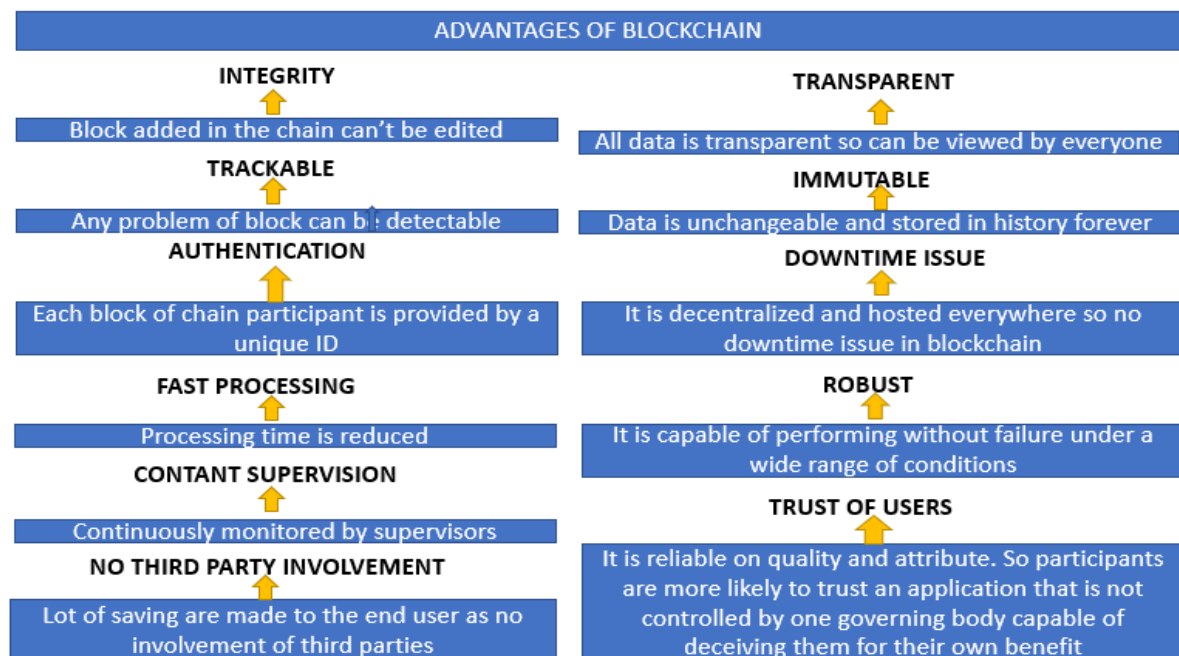 ADVANTAGES OF BLOCKCHAIN
INTEGRITY
Block added in the chain can't be edited
TRACKABLE
Any problem of block can be detectable
AUTHENTICATION
Each block of chain participant is provided by a
unique ID
FAST PROCESSING
Processing time is reduced
CONTANT SUPERVISION
Continuously monitored by supervisors
NO THIRD PARTY INVOLVEMENT
Lot of saving are made to the end user as no
involvement of third parties
TRANSPARENT
All data is transparent so can be viewed by everyone
IMMUTABLE
Data is unchangeable and stored in history forever
DOWNTIME ISSUE
It is decentralized and hosted everywhere so no
downtime issue in blockchain
ROBUST
It is capable of performing without failure under a
wide range of conditions
TRUST OF USERS
It is reliable on quality and attribute. So participants
are more likely to trust an application that is not
controlled by one governing body capable of
deceiving them for their own benefit